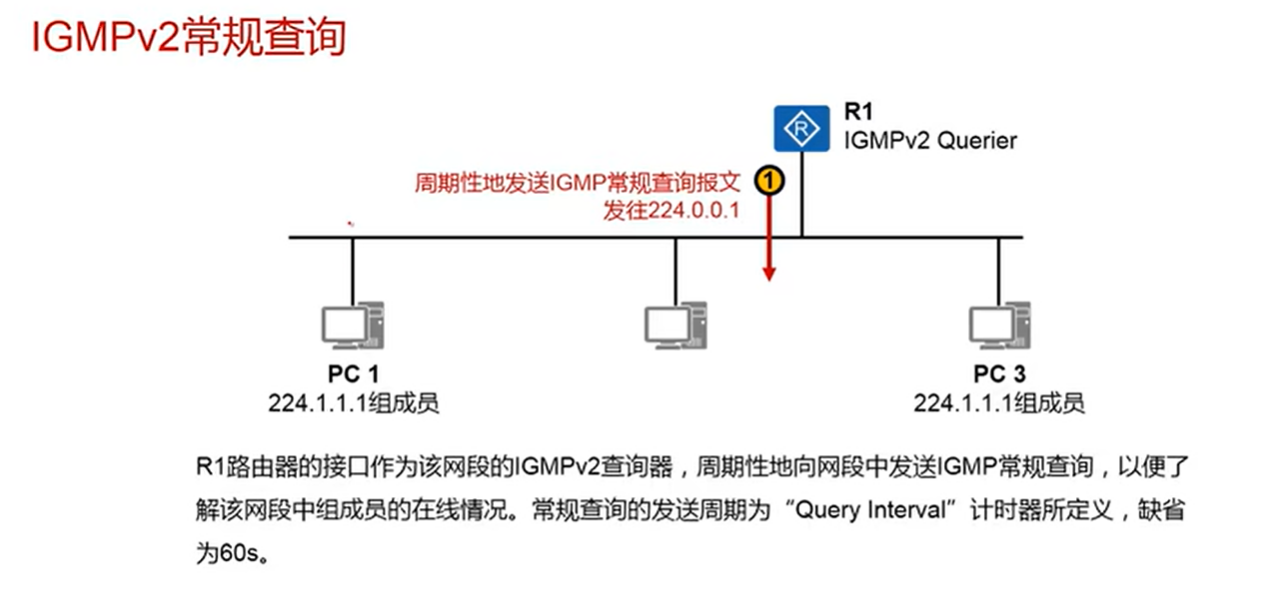 IGMPv2常规查询
R1
IGMPv2 Querier
周期性地发送IGMP常规查询报文
发往224.0.0.1
1
PC 1
224.1.1.1组成员
PC 3
224.1.1.1组成员
R1路由器的接口作为该网段的IGMPv2查询器，周期性地向网段中发送IGMP常规查询，以便了
解该网段中组成员的在线情况。常规查询的发送周期为“Query Interval”计时器所定义，缺省
为60s。